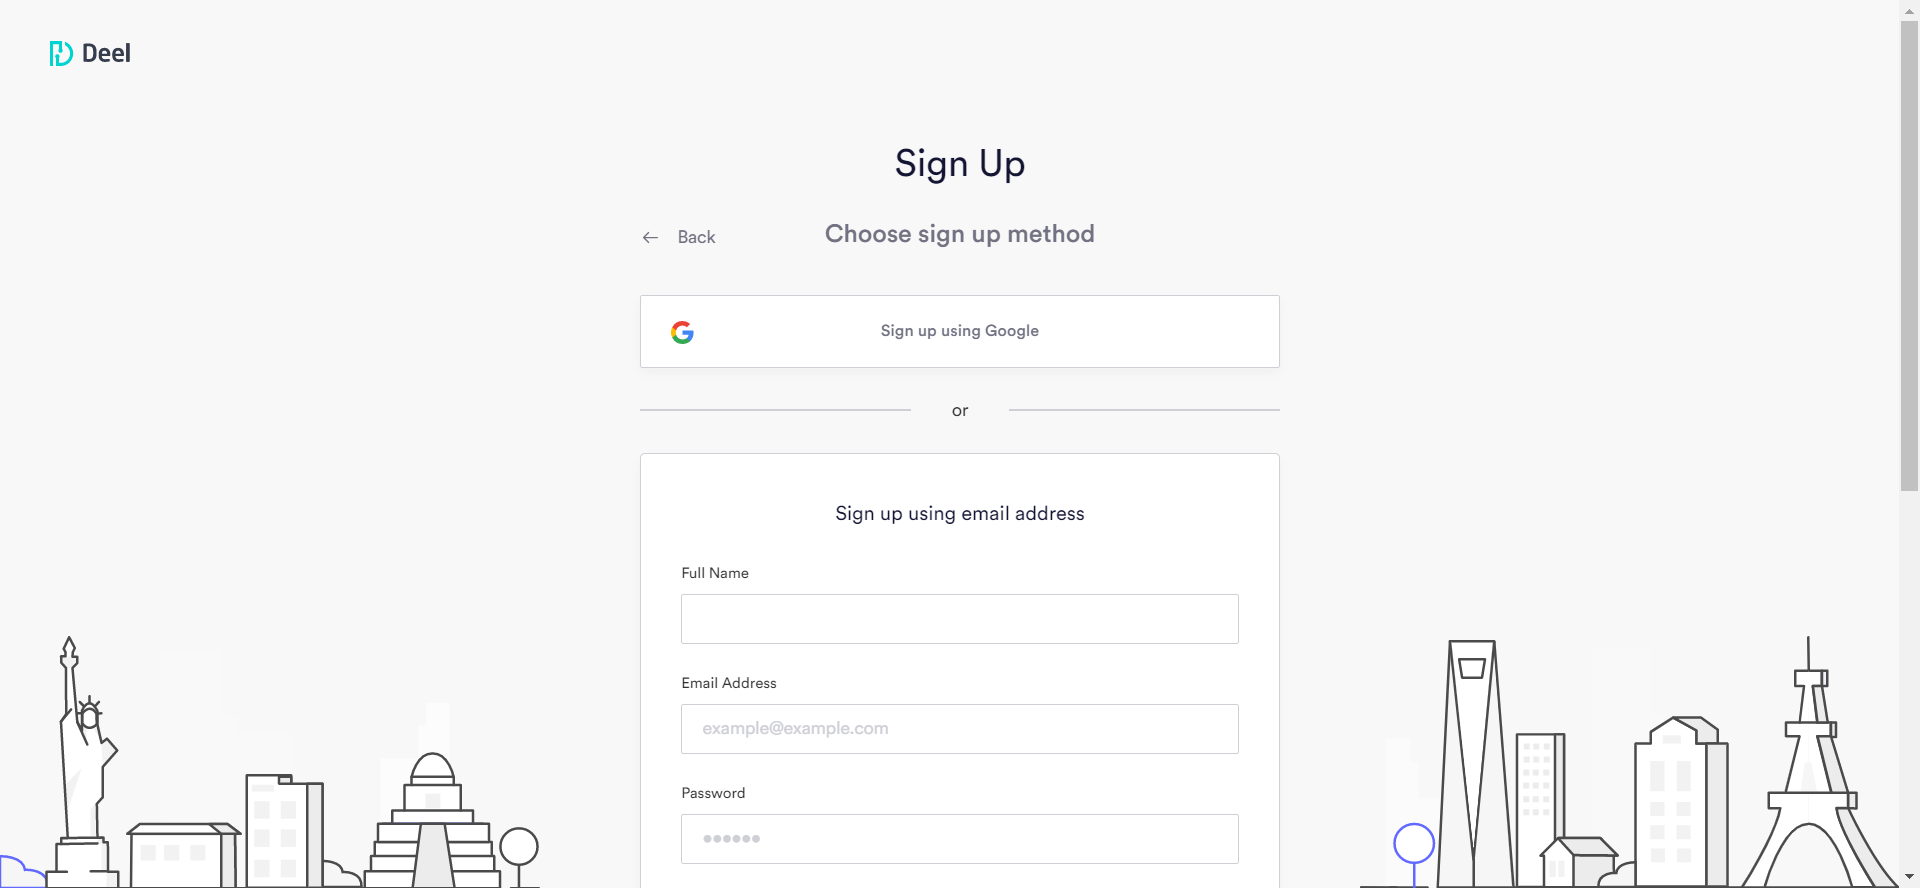 Deel
Sign Up
Back
Choose sign up method
Sign up using Google
or
Sign up using email address
Full Name
Email Address
example@example.com
Password